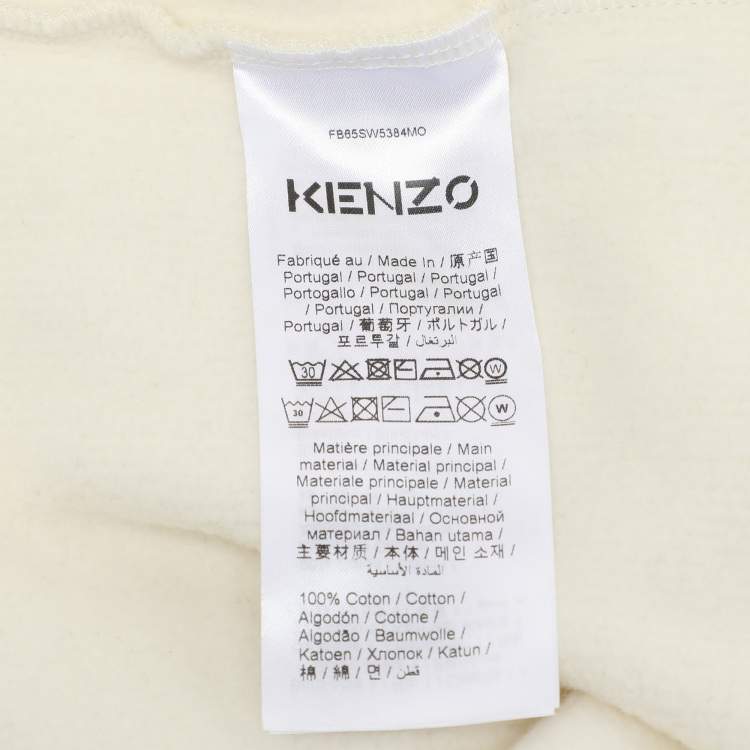 FB65SW5384MO
KENZO
Fabriqué au / Made In / 原产国
Portugal / Portugal / Portugal /
Portogallo / Portugal / Portugal
/ Portugal / Португалии /
Portugal / 葡萄牙 / ポルトガル /
포르투갈 / البرتغال
30 W
30 W
Matière principale / Main
material / Material principal /
Materiale principale / Material
principal / Hauptmaterial /
Hoofdmateriaal / Основной
материал / Bahan utama /
主要材质 / 本体 / 메인 소재 /
المادة الأساسية
100% Coton / Cotton /
Algodón / Cotone /
Algodão / Baumwolle /
Katoen / Хлопок / Katun /
棉 / 綿 / 면 / قطن